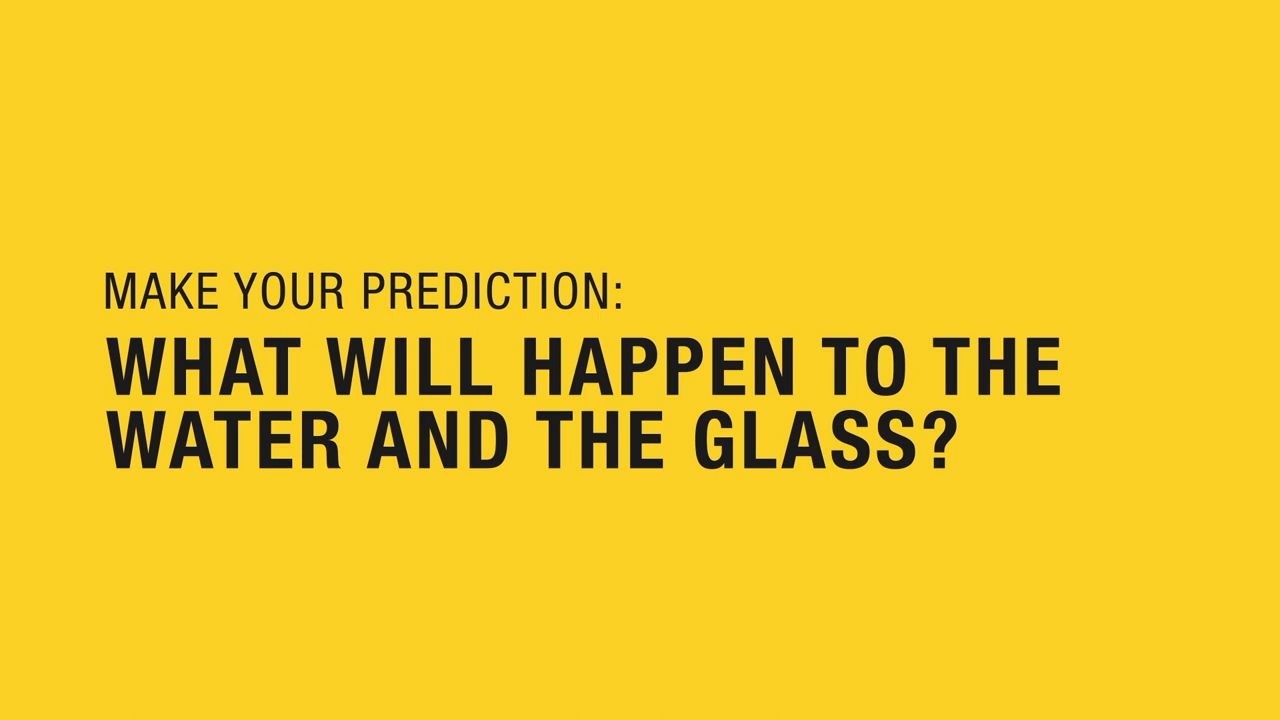 MAKE YOUR PREDICTION:
WHAT WILL HAPPEN TO THE
WATER AND THE GLASS?